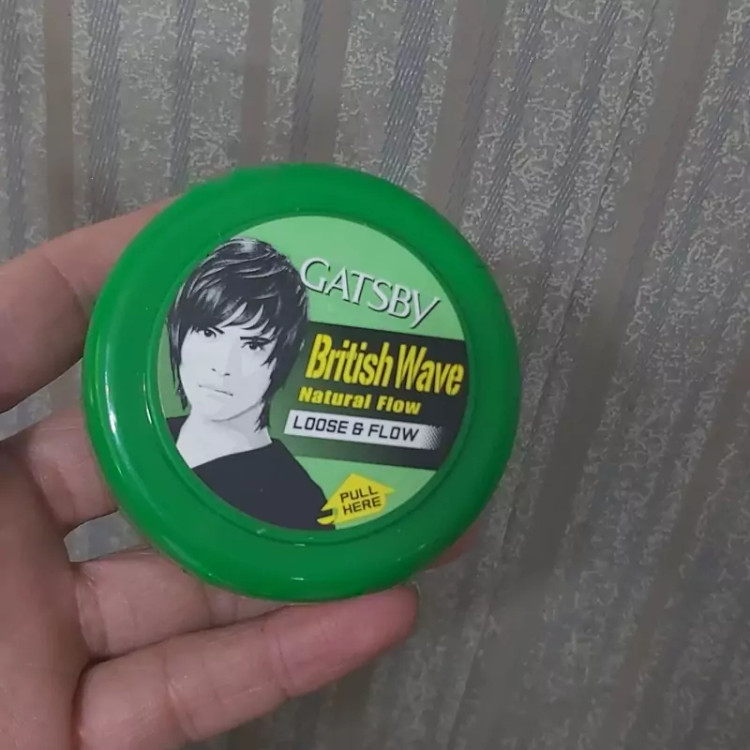 GATSBY
British Wave
Natural Flow
LOOSE & FLOW
PULL
HERE